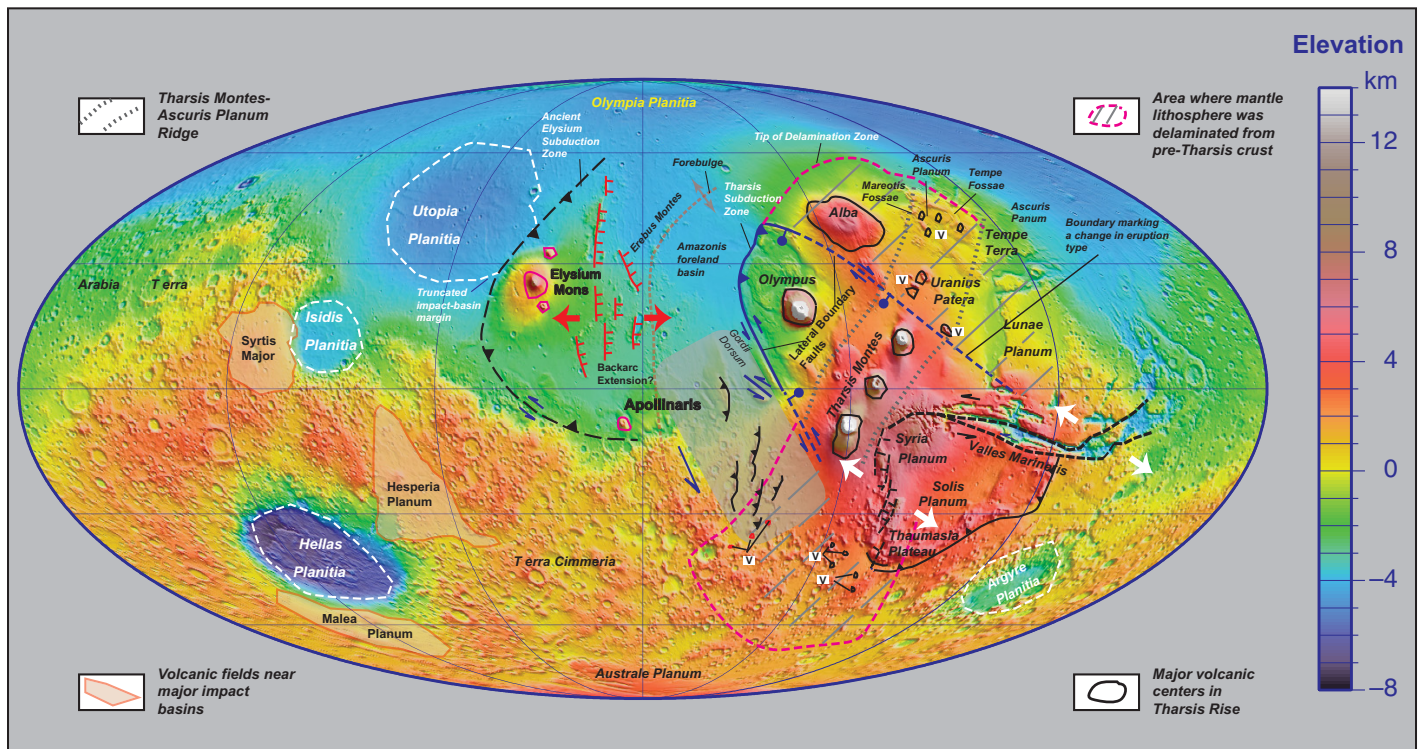 Elevation
km
12
8
4
0
−4
−8
Tharsis Montes-
Ascuris Planum
Ridge
Area where mantle
lithosphere was
delaminated from
pre-Tharsis crust
Volcanic fields near
major impact
basins
Major volcanic
centers in
Tharsis Rise
Olympia Planitia
Ancient
Elysium
Subduction
Zone
Forebulge
Tip of Delamination Zone
Ascuris
Planum
Tempe
Fossae
Mareotis
Fossae
Tharsis
Subduction
Zone
Ascuris
Panum
Boundary marking
a change in eruption
type
Utopia
Planitia
Alba
V
Tempe
Terra
Erebus Montes
Amazonis
foreland
basin
Arabia T erra
Elysium
Mons
Olympus
V
Uranius
Patera
Truncated
impact-basin
margin
Isidis
Planitia
Syrtis
Major
Gordii
Dorsum
Lateral Boundary
Faults
Tharsis Montes
V
Lunae
Planum
Backarc
Extension?
Apollinaris
Syria
Planum
Valles Marineris
Hesperia
Planum
Solis
Planum
Thaumasia
Plateau
Hellas
Planitia
T erra Cimmeria
V
V
V
Argyre
Planitia
Malea
Planum
Australe Planum